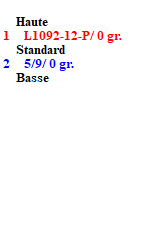 Haute
1 L1092-12-P/ 0 gr.
Standard
2 5/9/ 0 gr.
Basse